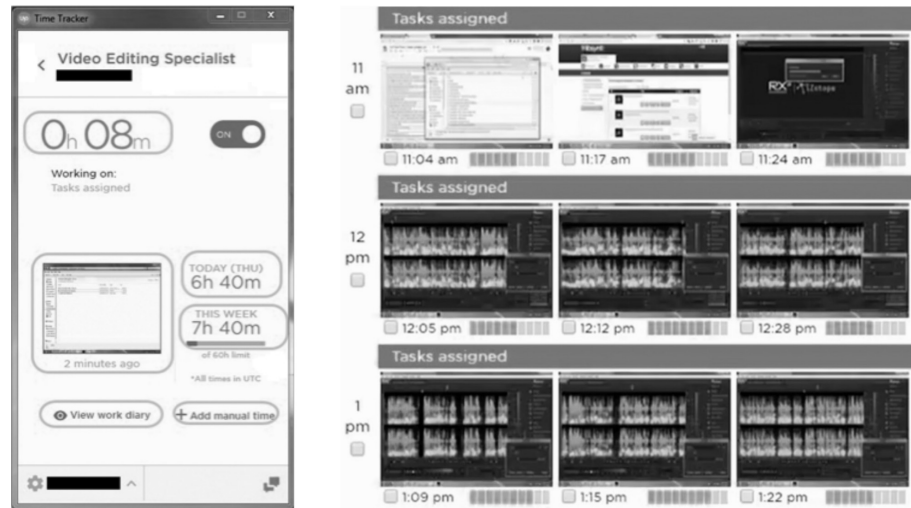 Time Tracker
Video Editing Specialist
0h 08m
ON
Working on:
Tasks assigned
TODAY (THU)
6h 40m
THIS WEEK
7h 40m
of 60h limit
2 minutes ago
*All times in UTC
View work diary
Add manual time
Tasks assigned
11
am
11:04 am
11:17 am
11:24 am
Tasks assigned
12
pm
12:05 pm
12:12 pm
12:28 pm
Tasks assigned
1
pm
1:09 pm
1:15 pm
1:22 pm